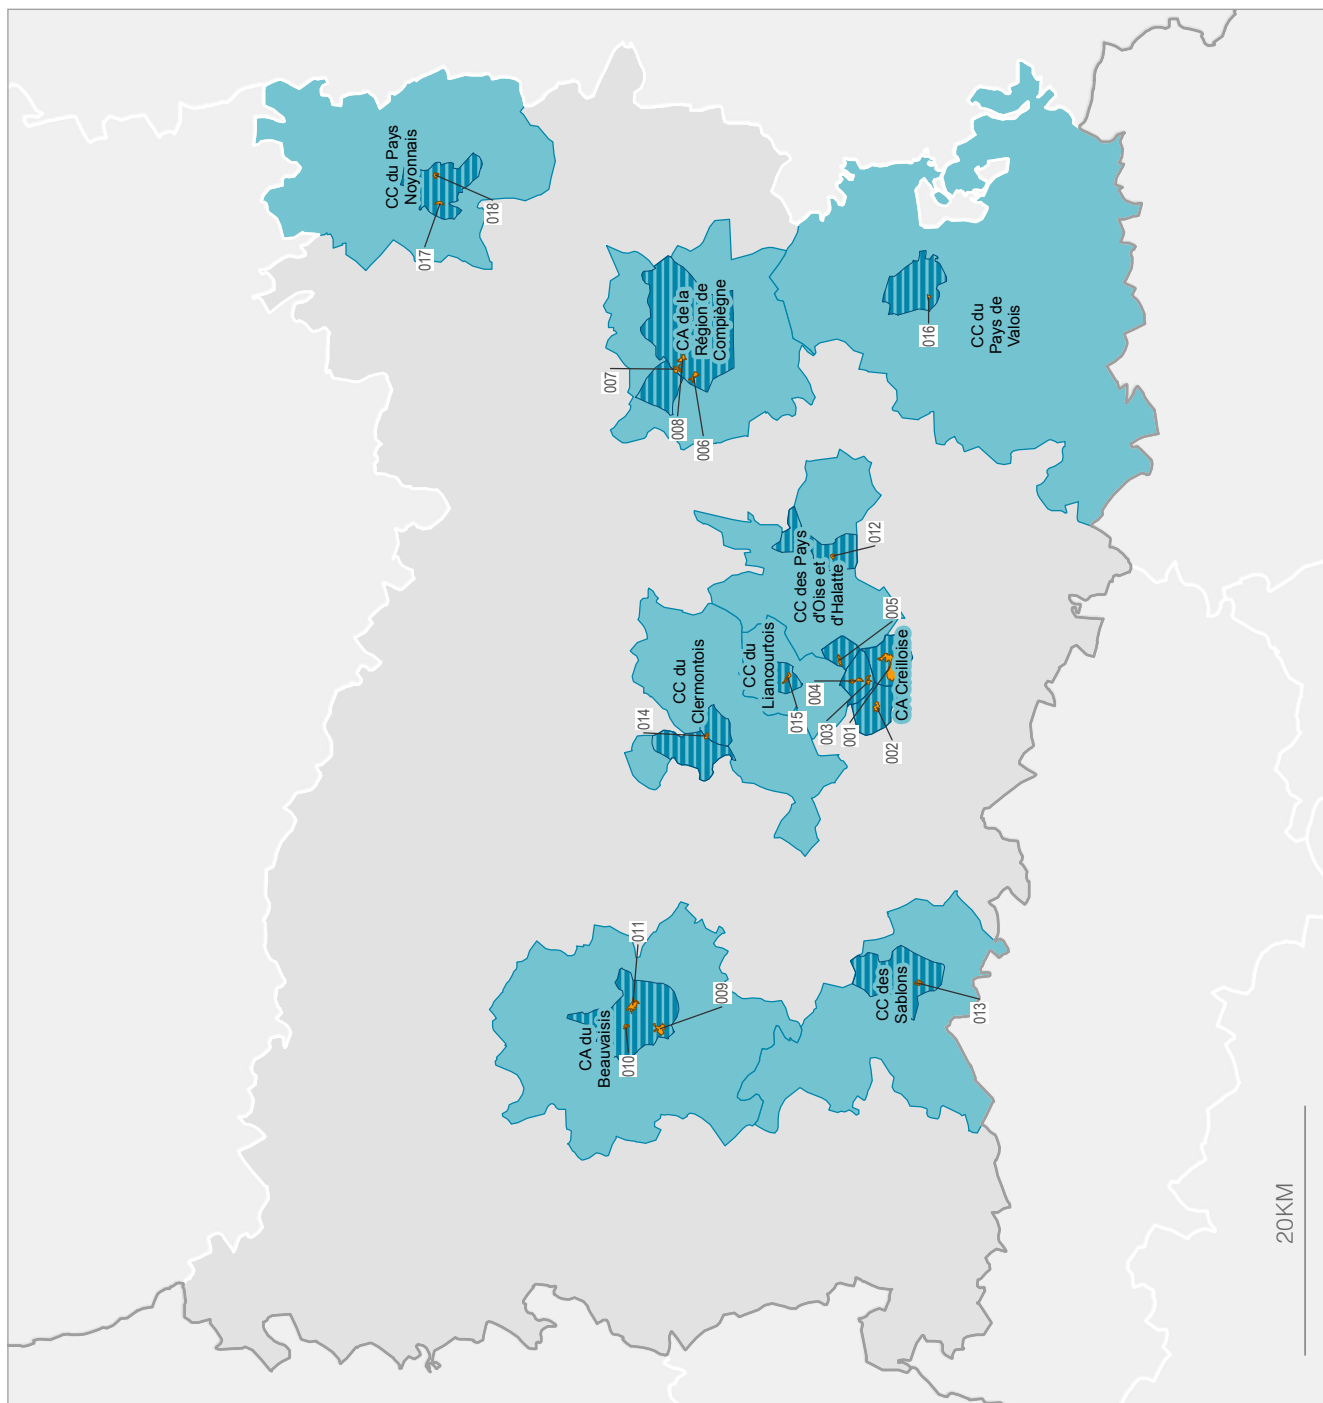 CC du Pays
Noyonnais
017
018
CA de la
Région de
Compiègne
007
008
006
016
CC du
Pays de
Valois
CC des Pays
d'Oise et
d'Halatte
012
CC du
Clermontois
014
CC du
Liancourtois
015
005
004
003
001
002
CA Creilloise
CA du
Beauvaisis
011
010
009
CC des
Sablons
013
20KM